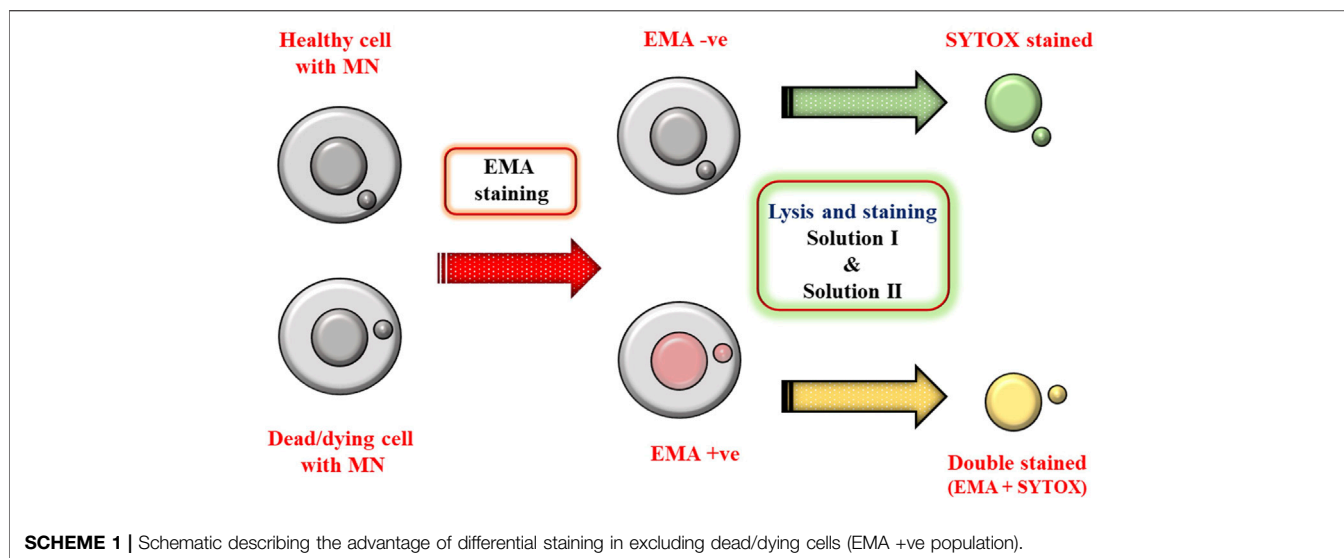 Healthy cell
with MN
EMA -ve
SYTOX stained
EMA
staining
Lysis and staining
Solution I
&
Solution II
Dead/dying cell
with MN
EMA +ve
Double stained
(EMA + SYTOX)
SCHEME 1 | Schematic describing the advantage of differential staining in excluding dead/dying cells (EMA +ve population).